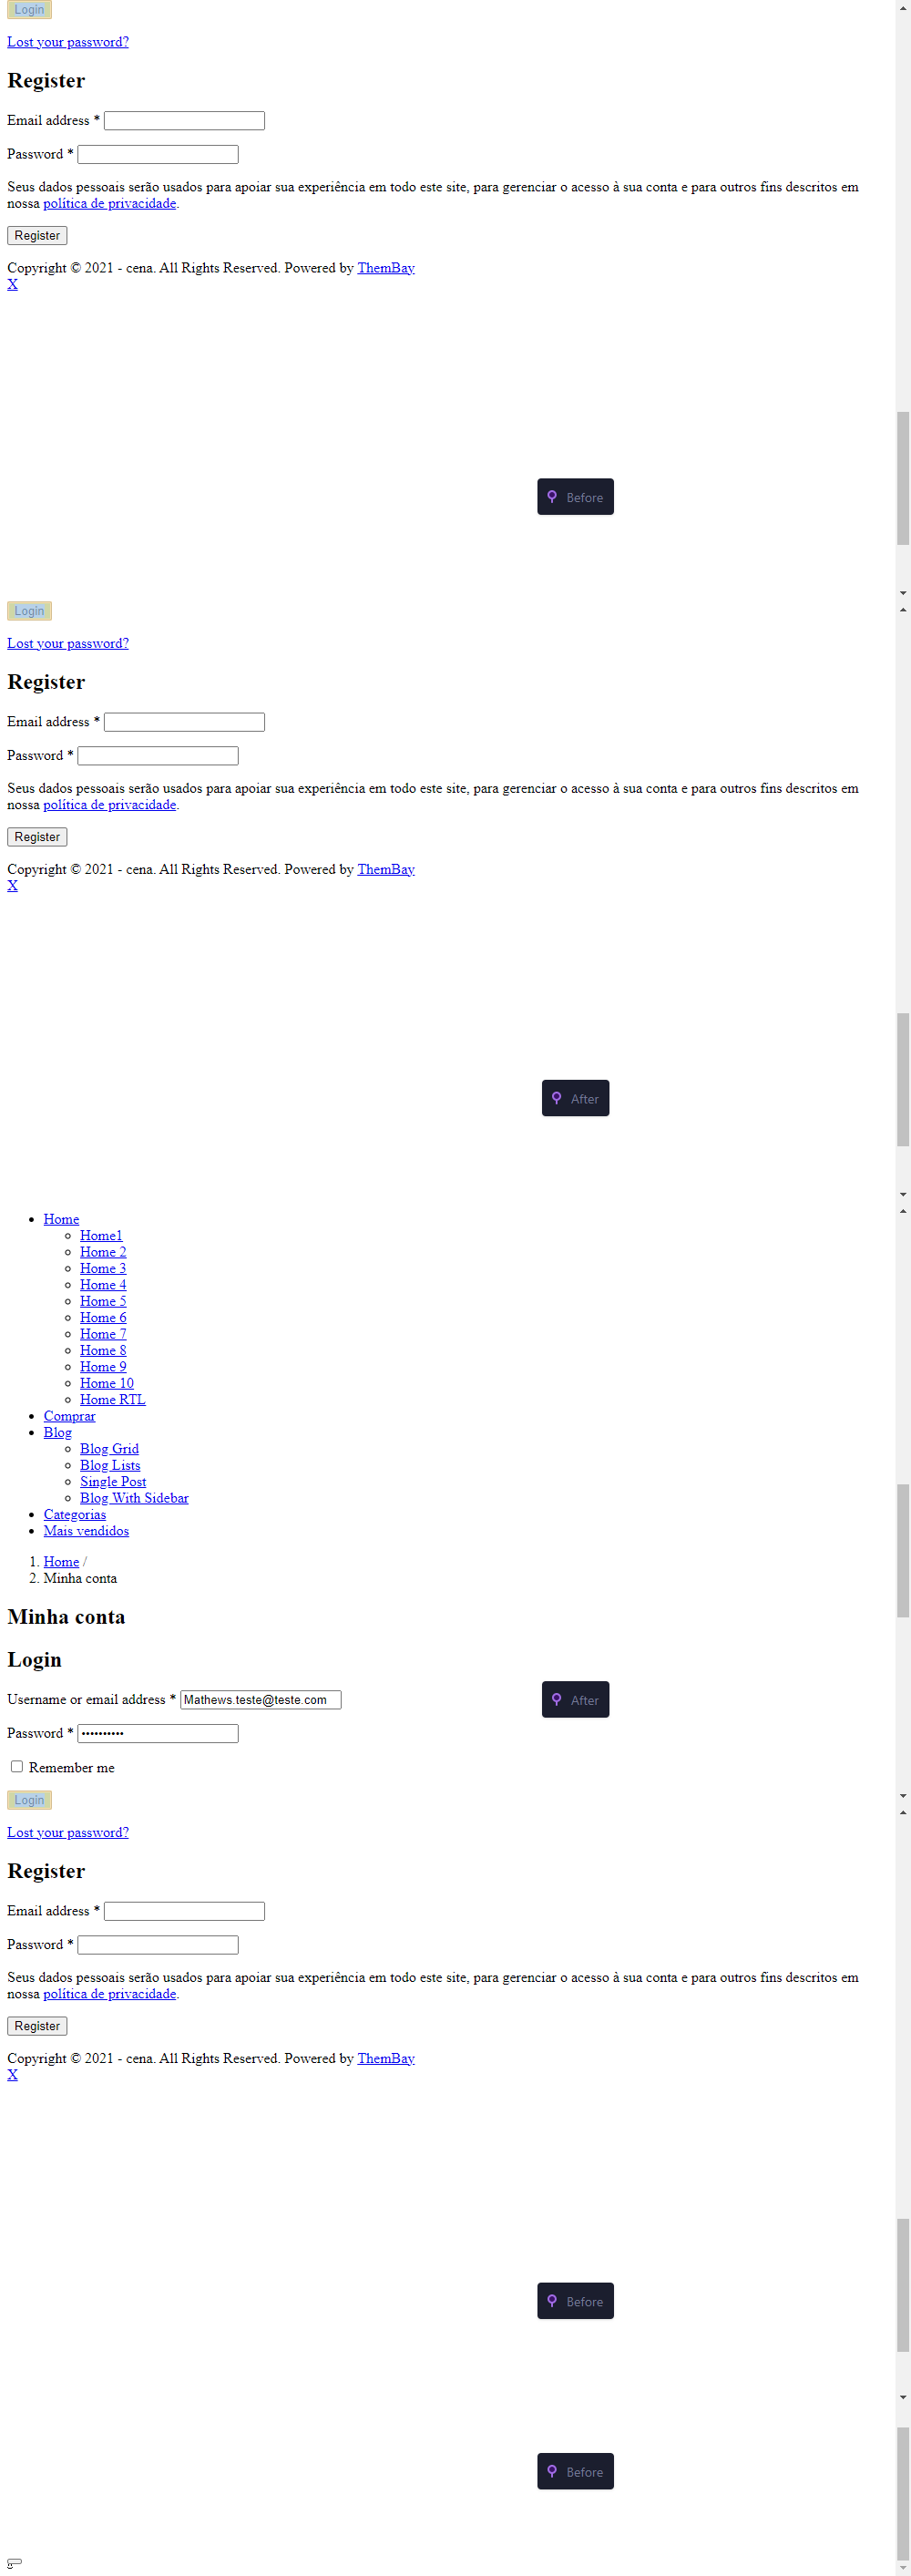 Login
Lost your password?
Register
Email address *
Password *
Seus dados pessoais serão usados para apoiar sua experiência em todo este site, para gerenciar o acesso à sua conta e para outros fins descritos em
nossa política de privacidade.
Register
Copyright © 2021 - cena. All Rights Reserved. Powered by ThemBay
X
Before
Login
Lost your password?
Register
Email address *
Password *
Seus dados pessoais serão usados para apoiar sua experiência em todo este site, para gerenciar o acesso à sua conta e para outros fins descritos em
nossa política de privacidade.
Register
Copyright © 2021 - cena. All Rights Reserved. Powered by ThemBay
X
After
Home
Home1
Home 2
Home 3
Home 4
Home 5
Home 6
Home 7
Home 8
Home 9
Home 10
Home RTL
Comprar
Blog
Blog Grid
Blog Lists
Single Post
Blog With Sidebar
Categorias
Mais vendidos
1. Home /
2. Minha conta
Minha conta
Login
Username or email address * Mathews.teste@teste.com
After
Password * ••••••••••
Remember me
Login
Lost your password?
Register
Email address *
Password *
Seus dados pessoais serão usados para apoiar sua experiência em todo este site, para gerenciar o acesso à sua conta e para outros fins descritos em
nossa política de privacidade.
Register
Copyright © 2021 - cena. All Rights Reserved. Powered by ThemBay
X
Before
Before